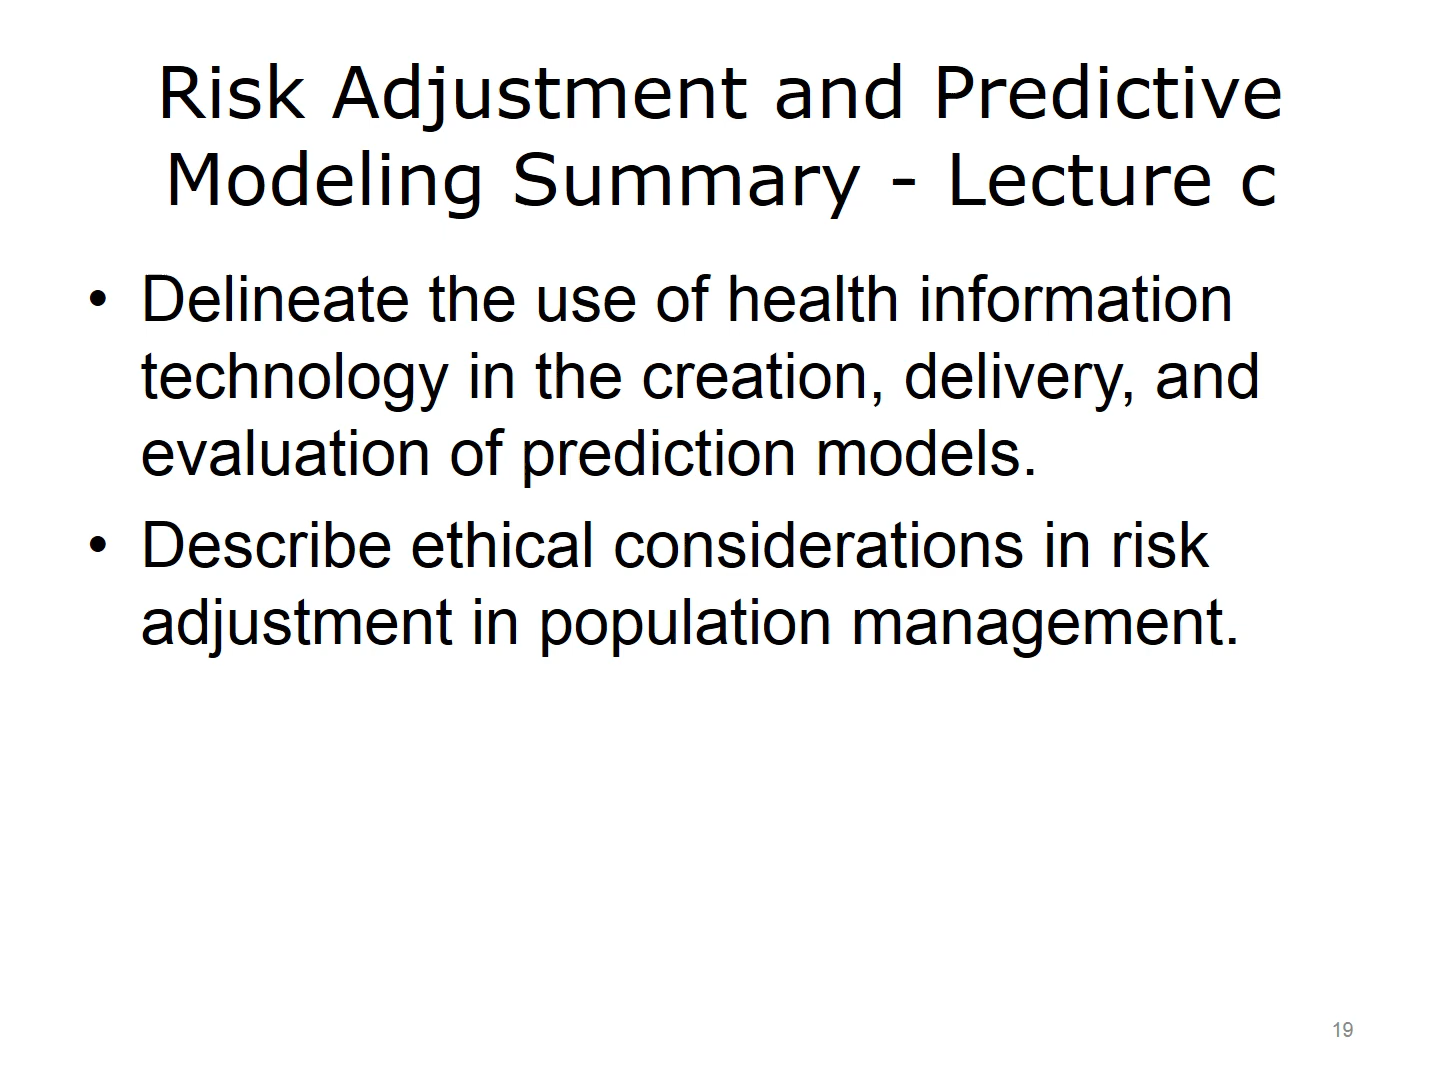 Risk Adjustment and Predictive
Modeling Summary - Lecture c
• Delineate the use of health information
technology in the creation, delivery, and
evaluation of prediction models.
• Describe ethical considerations in risk
adjustment in population management.
19